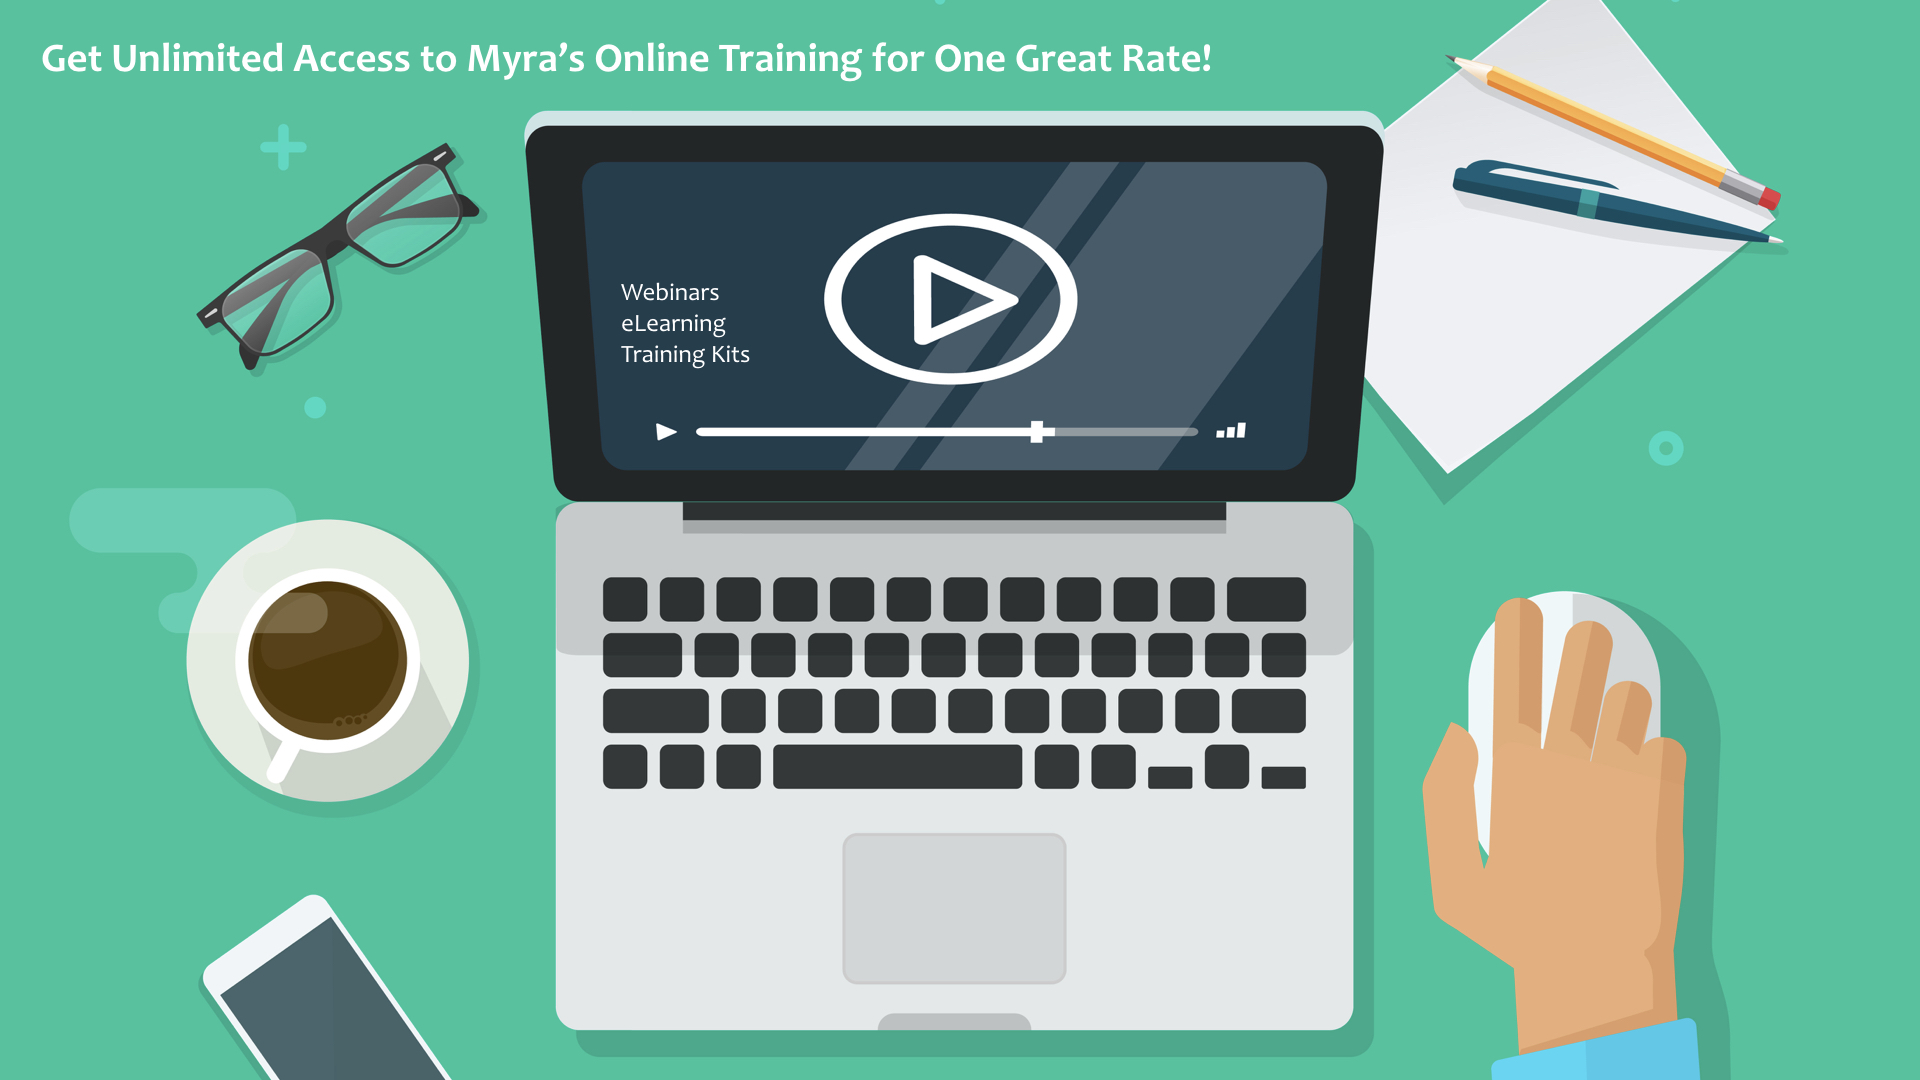 Get Unlimited Access to Myra’s Online Training for One Great Rate!
Webinars
eLearning
Training Kits